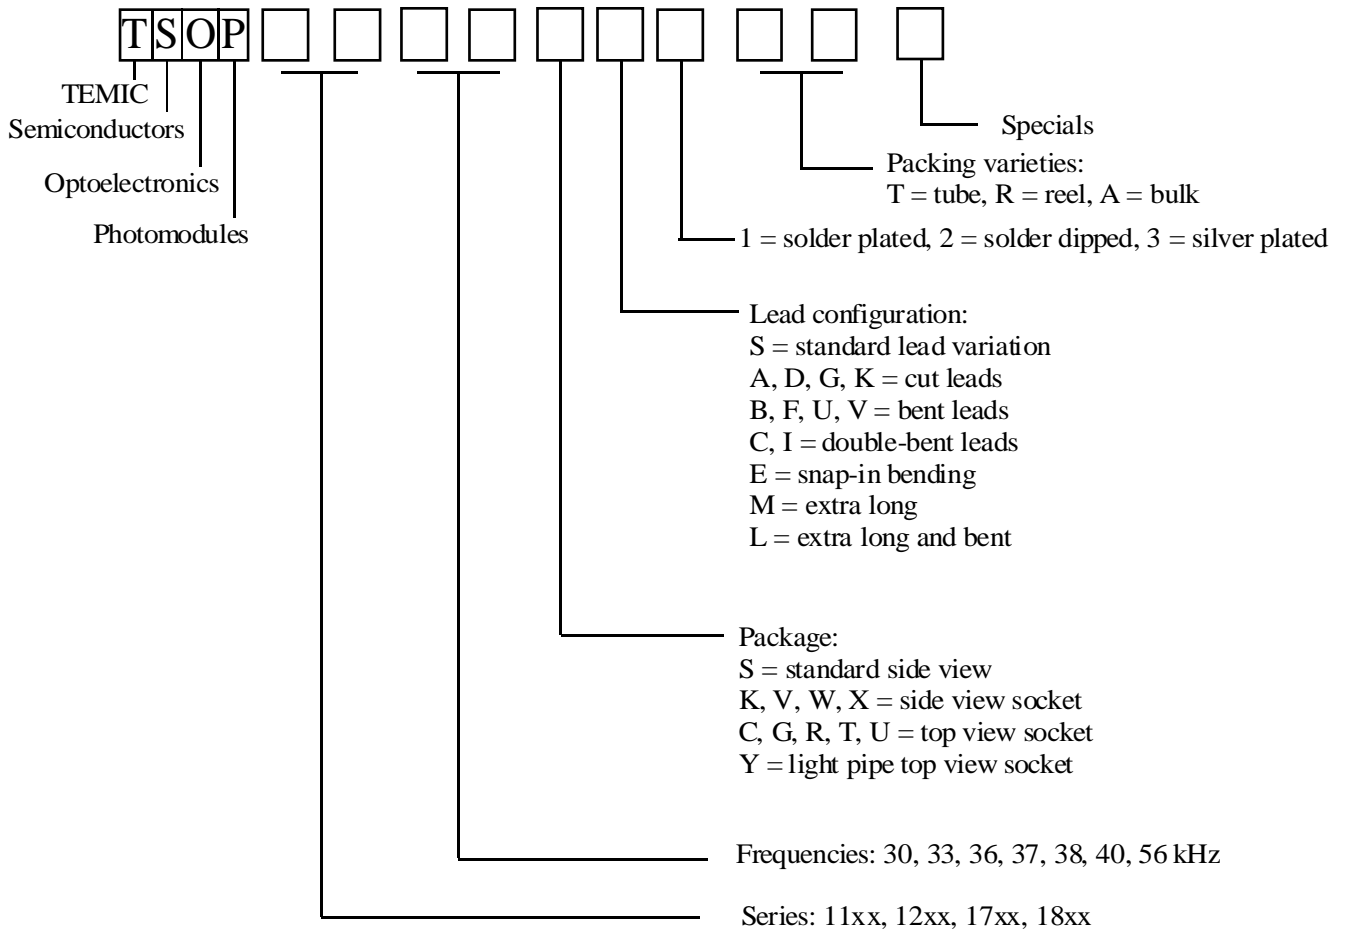 TSOP
TEMIC
Semiconductors
Optoelectronics
Photomodules
Specials
Packing varieties:
T = tube, R = reel, A = bulk
1 = solder plated, 2 = solder dipped, 3 = silver plated
Lead configuration:
S = standard lead variation
A, D, G, K = cut leads
B, F, U, V = bent leads
C, I = double-bent leads
E = snap-in bending
M = extra long
L = extra long and bent
Package:
S = standard side view
K, V, W, X = side view socket
C, G, R, T, U = top view socket
Y = light pipe top view socket
Frequencies: 30, 33, 36, 37, 38, 40, 56 kHz
Series: 11xx, 12xx, 17xx, 18xx